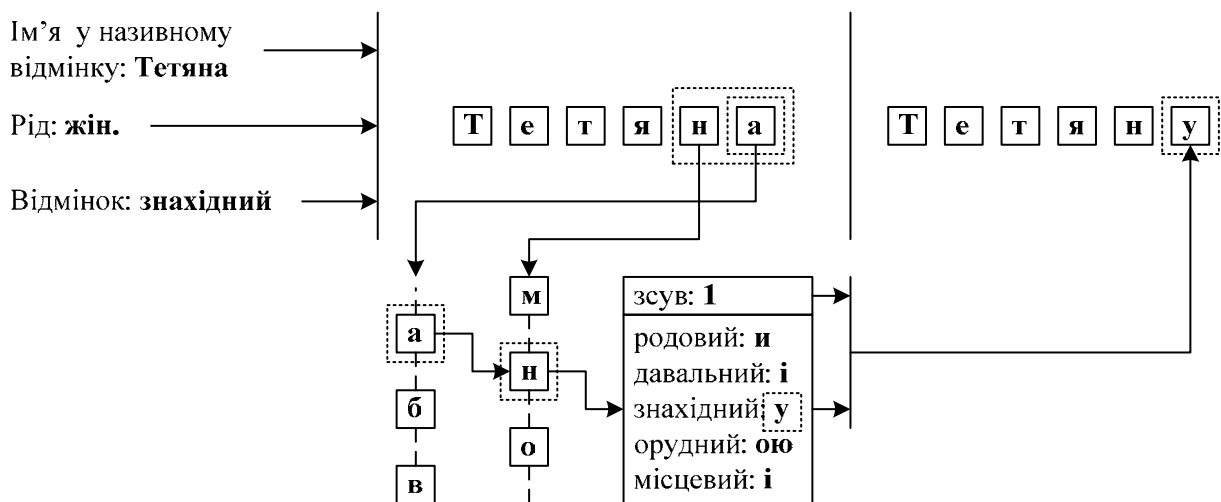 Ім’я у називному
відмінку: Тетяна
Рід: жін.
Відмінок: знахідний
Т е т я н а
Т е т я н у
а
б
в
м
н
о
зсув: 1
родовий: и
давальний: і
знахідний: у
орудний: ою
місцевий: і